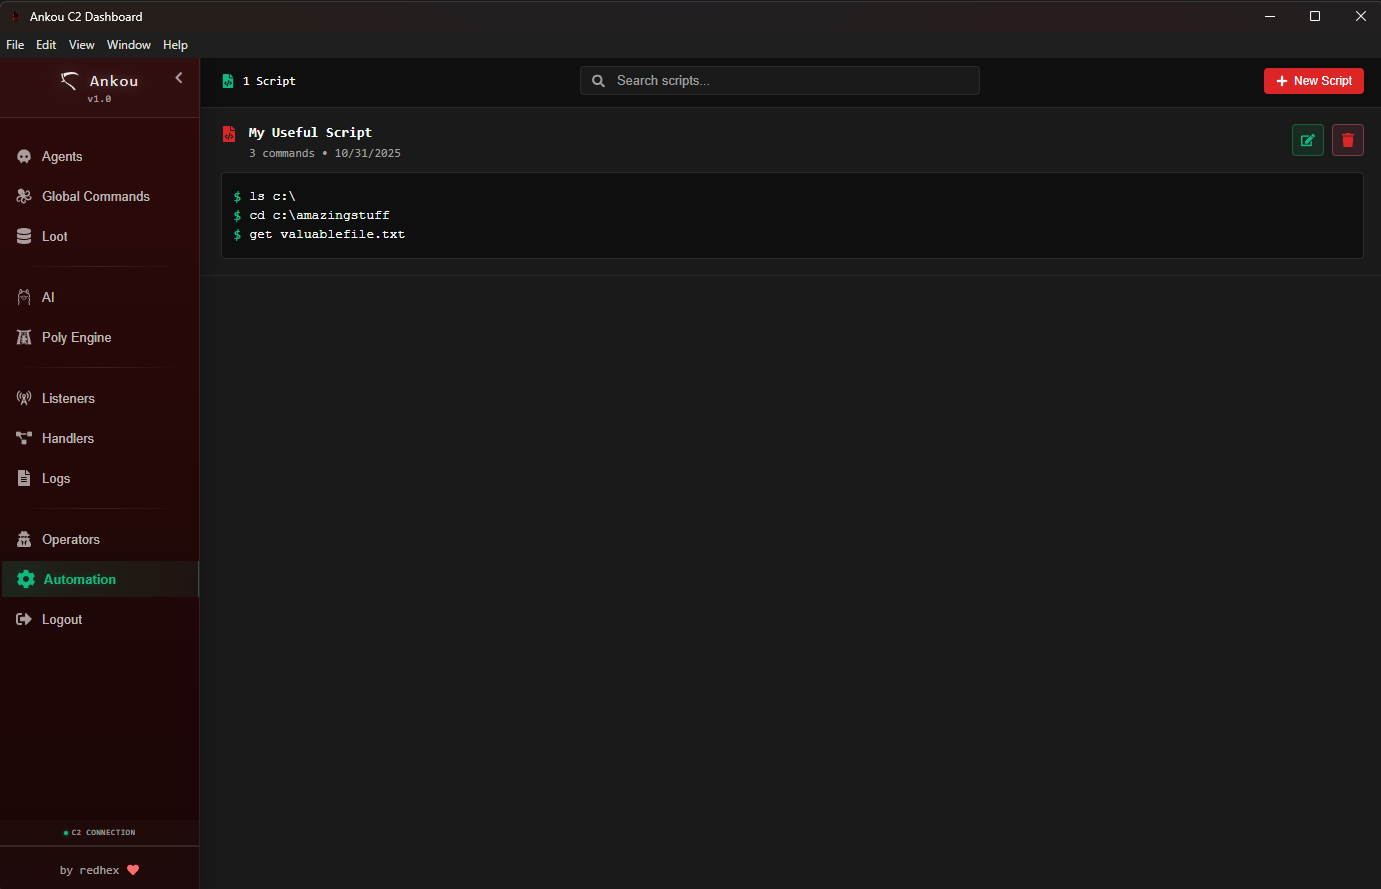 Ankou C2 Dashboard
File Edit View Window Help
Ankou
v1.0
1 Script
Search scripts...
New Script
Agents
Global Commands
Loot
AI
Poly Engine
Listeners
Handlers
Logs
Operators
Automation
Logout
C2 CONNECTION
by redhex
My Useful Script
3 commands • 10/31/2025
$ ls c:\
$ cd c:\amazingstuff
$ get valuablefile.txt